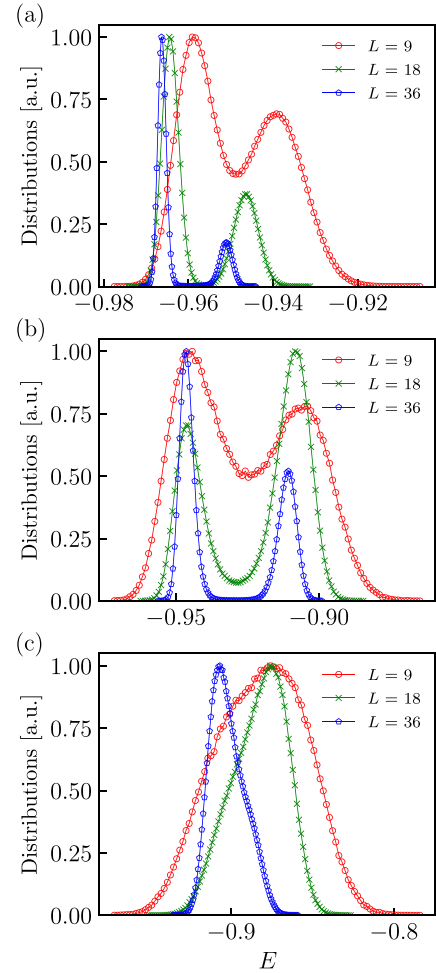 (a)
Distributions [a.u.]
1.00
0.75
0.50
0.25
0.00
L = 9
L = 18
L = 36
−0.98 −0.96 −0.94 −0.92
(b)
Distributions [a.u.]
1.00
0.75
0.50
0.25
0.00
L = 9
L = 18
L = 36
−0.95 −0.90
(c)
Distributions [a.u.]
1.00
0.75
0.50
0.25
0.00
L = 9
L = 18
L = 36
−0.9 −0.8
E